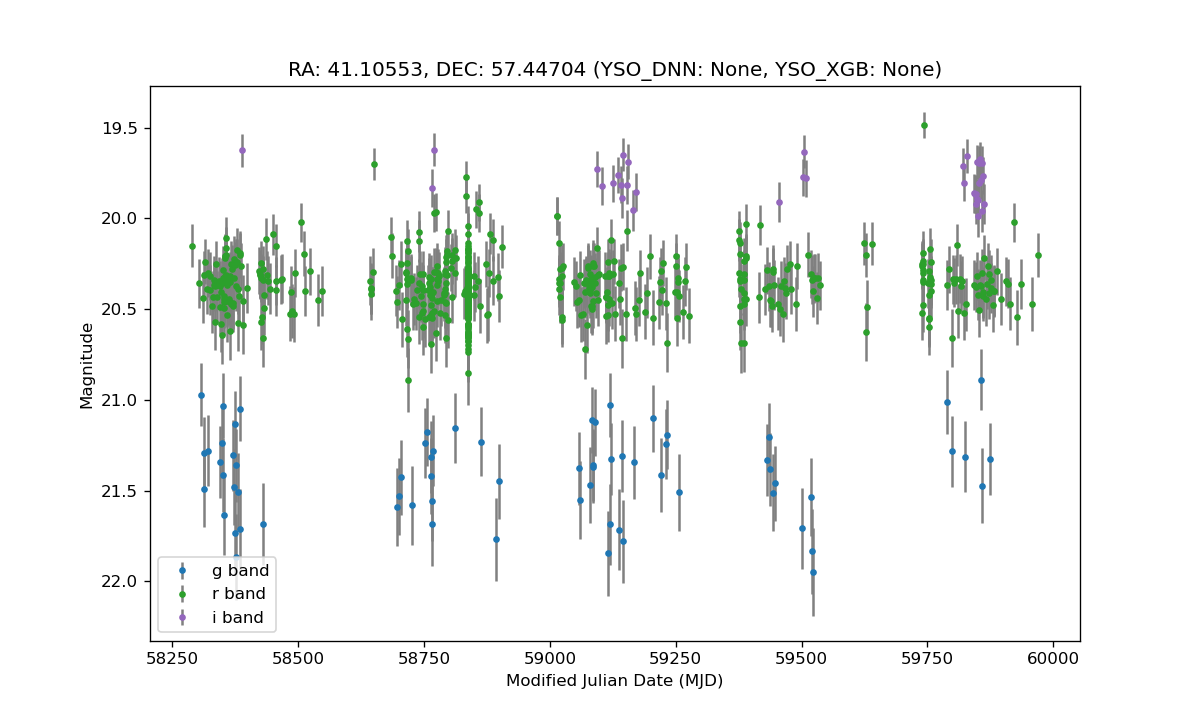 RA: 41.10553, DEC: 57.44704 (YSO_DNN: None, YSO_XGB: None)
19.5
20.0
20.5
21.0
21.5
22.0
Magnitude
g band
r band
i band
58250 58500 58750 59000 59250 59500 59750 60000
Modified Julian Date (MJD)